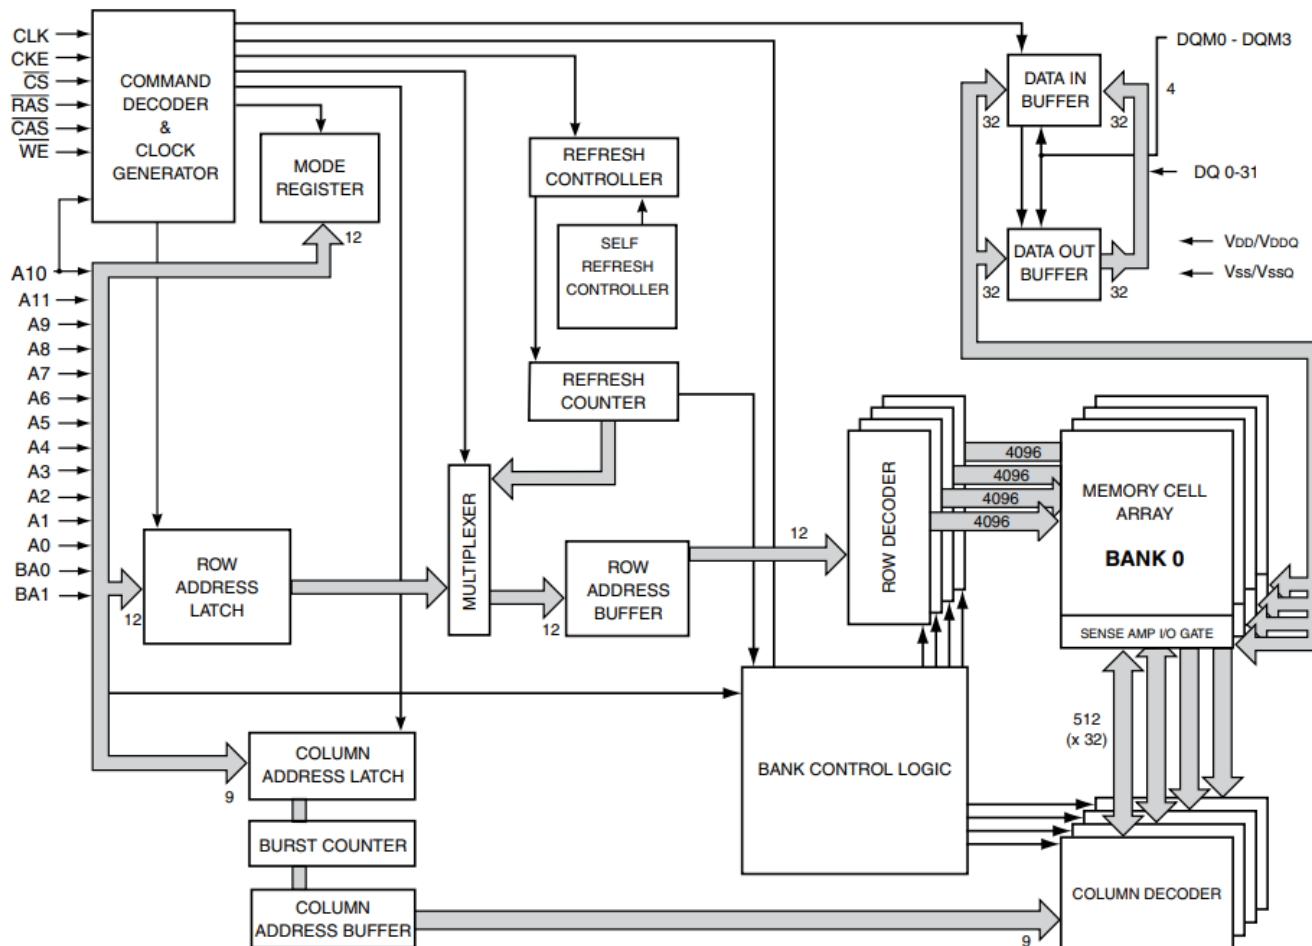 CLK
CKE
CS
RAS
CAS
WE
COMMAND
DECODER
&
CLOCK
GENERATOR
MODE
REGISTER
12
REFRESH
CONTROLLER
SELF
REFRESH
CONTROLLER
REFRESH
COUNTER
DATA IN
BUFFER
32
32
DQM0 - DQM3
4
DQ 0-31
DATA OUT
BUFFER
32
32
VDD/VDDQ
VSS/VSSQ
A10
A11
A9
A8
A7
A6
A5
A4
A3
A2
A1
A0
BA0
BA1
12
ROW
ADDRESS
LATCH
MULTIPLEXER
12
ROW
ADDRESS
BUFFER
12
ROW DECODER
4096
4096
4096
4096
MEMORY CELL
ARRAY
BANK 0
SENSE AMP I/O GATE
512
(x 32)
BANK CONTROL LOGIC
9
COLUMN
ADDRESS LATCH
BURST COUNTER
COLUMN
ADDRESS BUFFER
9
COLUMN DECODER